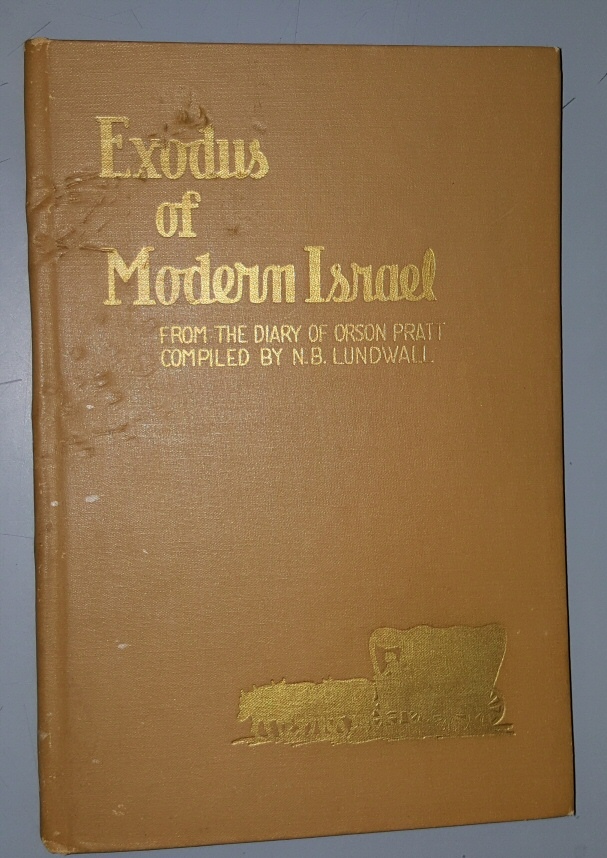 Exodus
of
Modern Israel
FROM THE DIARY OF ORSON PRATT
COMPILED BY N.B. LUNDWALL.